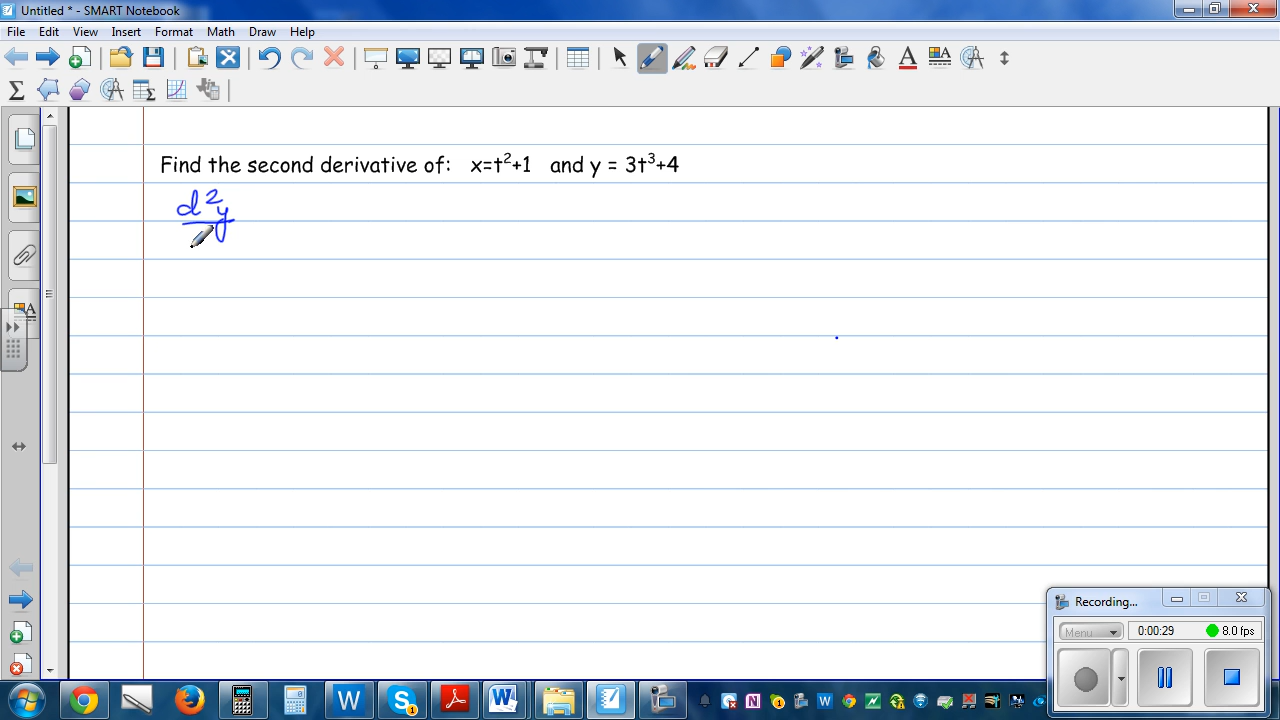 Untitled * - SMART Notebook
File Edit View Insert Format Math Draw Help
Find the second derivative of: x=t²+1 and y = 3t³+4
d²y
Recording...
Menu 0:00:29 8.0 fps